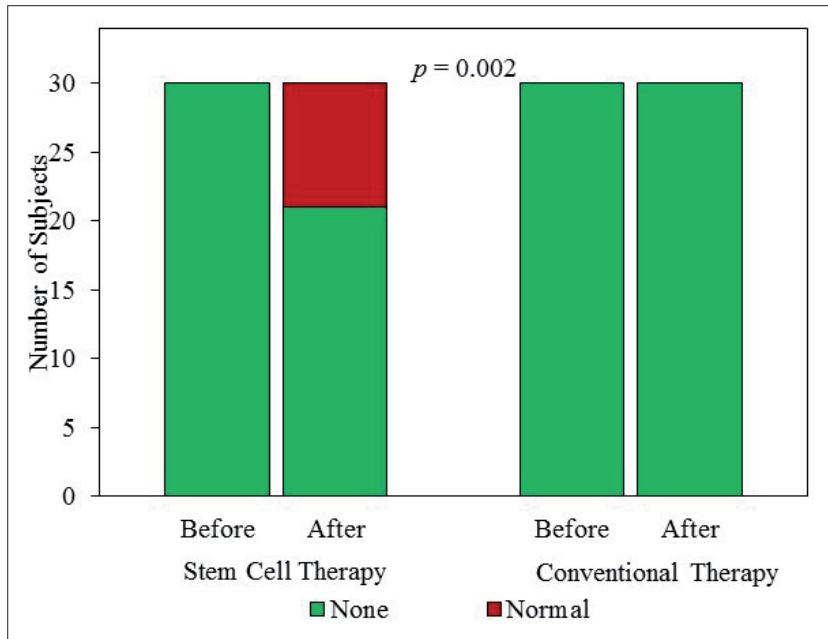 p = 0.002
Number of Subjects
30
25
20
15
10
5
0
Before After Before After
Stem Cell Therapy Conventional Therapy
None Normal